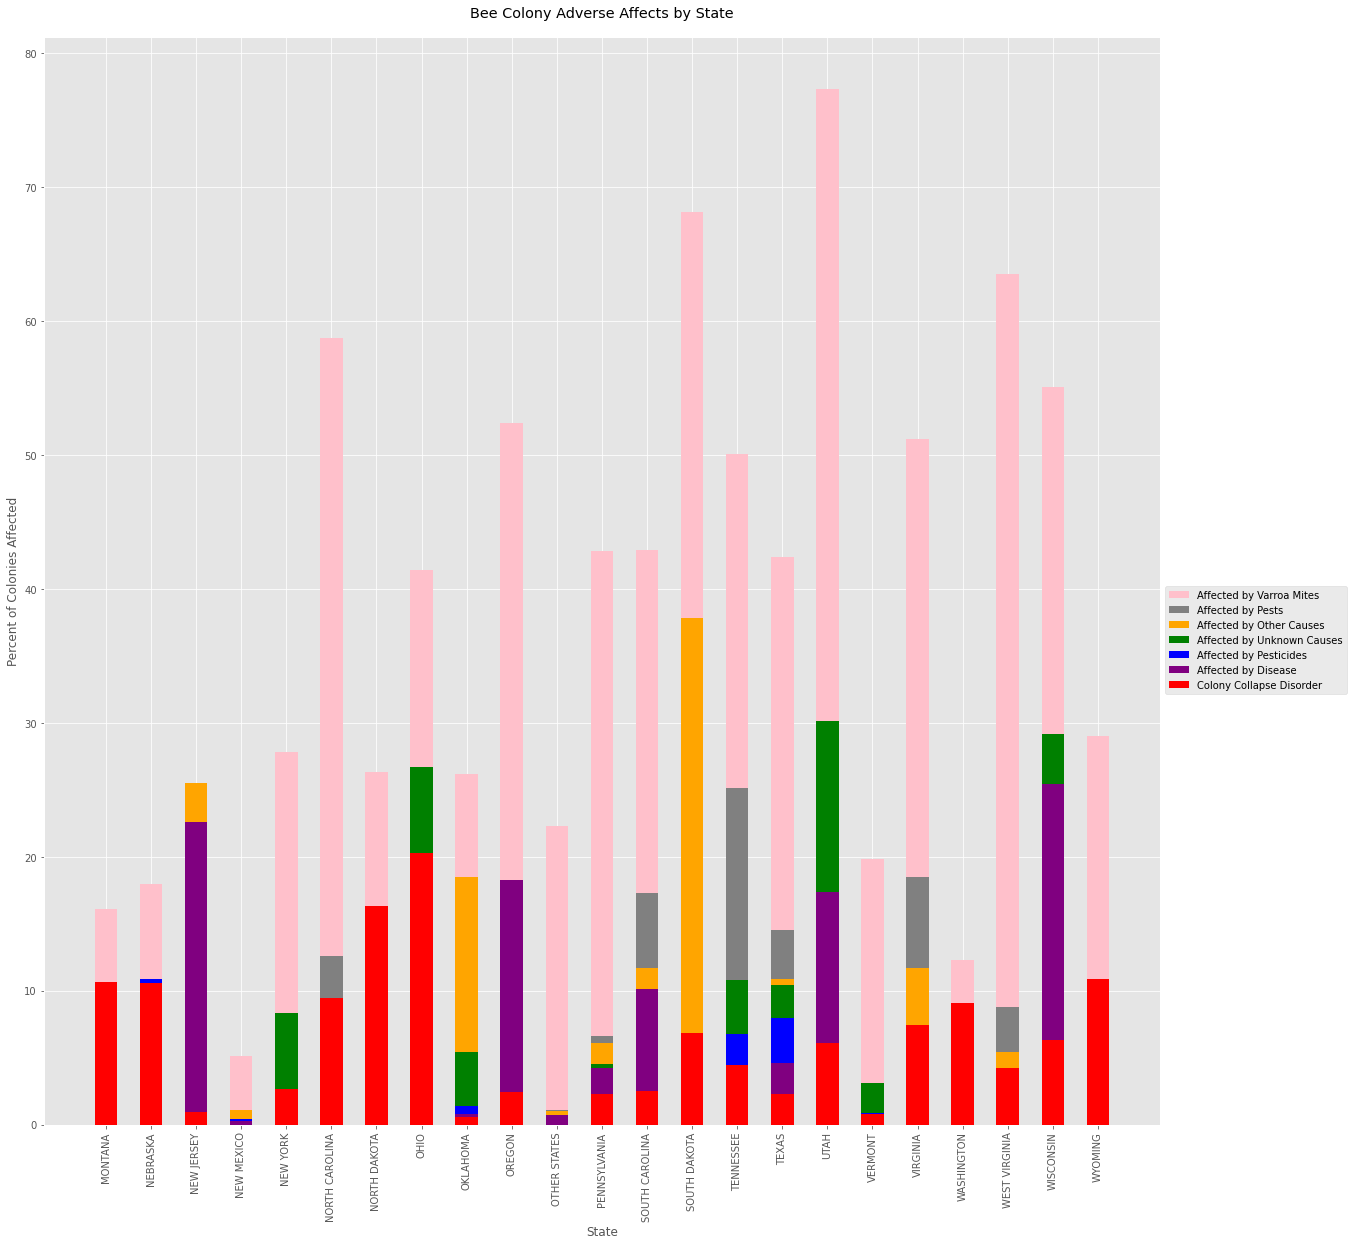 Bee Colony Adverse Affects by State
80
70
60
50
40
30
20
10
0
Percent of Colonies Affected
Affected by Varroa Mites
Affected by Pests
Affected by Other Causes
Affected by Unknown Causes
Affected by Pesticides
Affected by Disease
Colony Collapse Disorder
MONTANA
NEBRASKA
NEW JERSEY
NEW MEXICO
NEW YORK
NORTH CAROLINA
NORTH DAKOTA
OHIO
OKLAHOMA
OREGON
OTHER STATES
PENNSYLVANIA
SOUTH CAROLINA
SOUTH DAKOTA
TENNESSEE
TEXAS
UTAH
VERMONT
VIRGINIA
WASHINGTON
WEST VIRGINIA
WISCONSIN
WYOMING
State